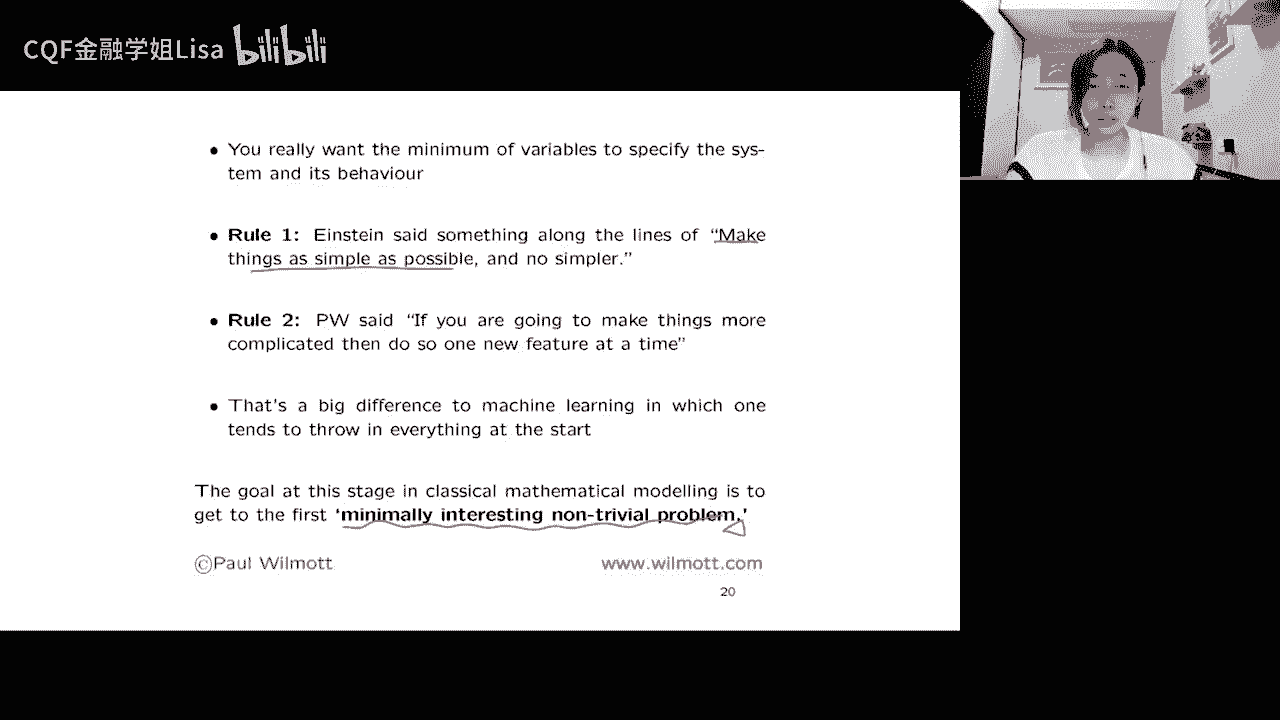 CQF金融学姐Lisa bilibili
• You really want the minimum of variables to specify the sys-
tem and its behaviour
• Rule 1: Einstein said something along the lines of “Make
things as simple as possible, and no simpler.”
• Rule 2: PW said “If you are going to make things more
complicated then do so one new feature at a time”
• That’s a big difference to machine learning in which one
tends to throw in everything at the start
The goal at this stage in classical mathematical modelling is to
get to the first ‘minimally interesting non-trivial problem.’
©Paul Wilmott www.wilmott.com
20